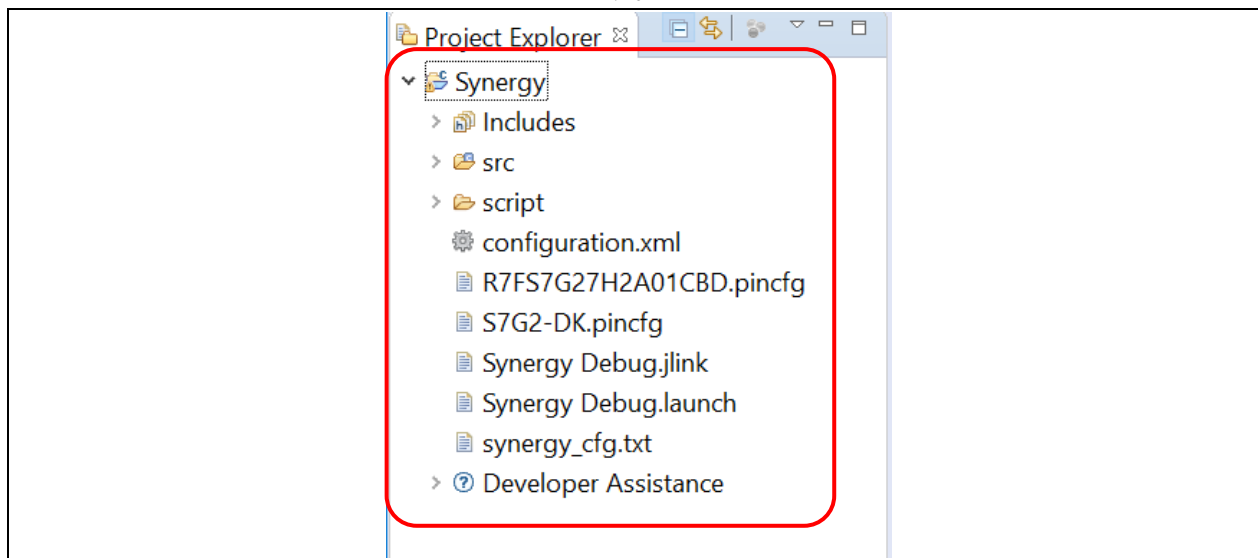 Project Explorer
Synergy
Includes
src
script
configuration.xml
R7FS7G27H2A01CBD.pincfg
S7G2-DK.pincfg
Synergy Debug.jlink
Synergy Debug.launch
synergy_cfg.txt
Developer Assistance